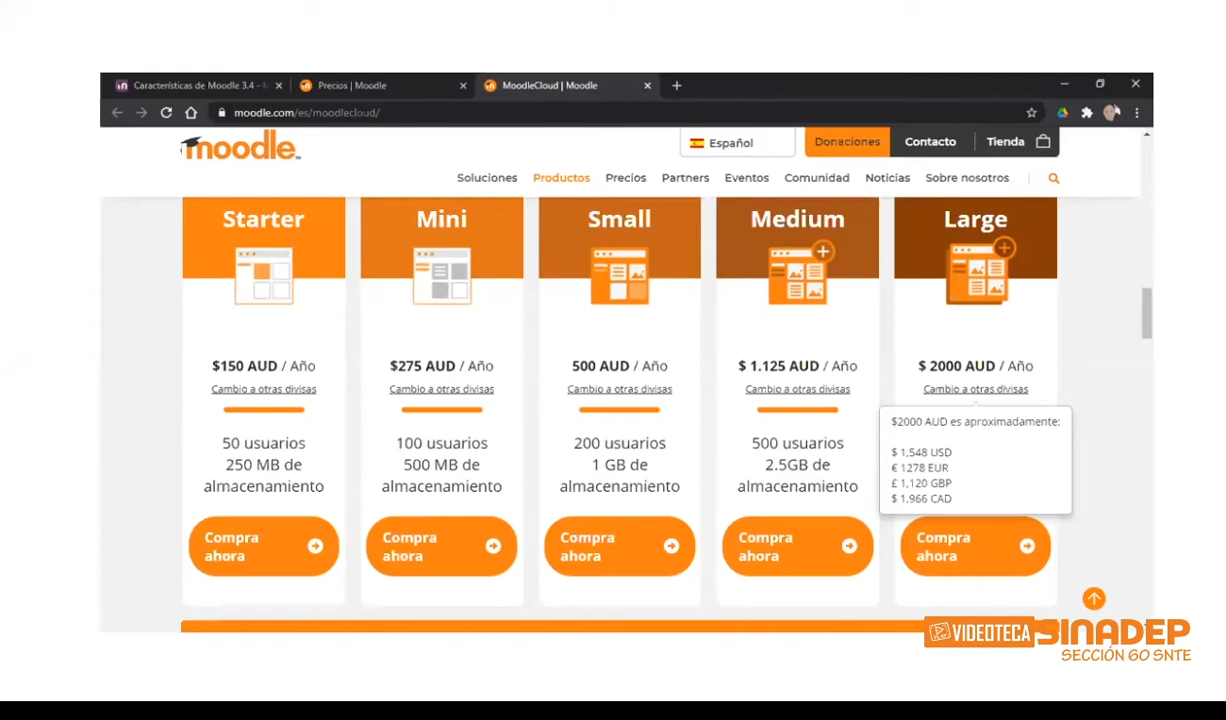 Características de Moodle 3.4 -
Precios | Moodle
MoodleCloud | Moodle
moodle.com/es/moodlecloud/
moodle
Español
Donaciones
Contacto
Tienda
Soluciones
Productos
Precios
Partners
Eventos
Comunidad
Noticias
Sobre nosotros
Starter
$150 AUD / Año
Cambio a otras divisas
50 usuarios
250 MB de
almacenamiento
Compra
ahora
Mini
$275 AUD / Año
Cambio a otras divisas
100 usuarios
500 MB de
almacenamiento
Compra
ahora
Small
500 AUD / Año
Cambio a otras divisas
200 usuarios
1 GB de
almacenamiento
Compra
ahora
Medium
$ 1.125 AUD / Año
Cambio a otras divisas
500 usuarios
2.5GB de
almacenamiento
Compra
ahora
Large
$ 2000 AUD / Año
Cambio a otras divisas
$2000 AUD es aproximadamente:
$ 1,548 USD
€ 1278 EUR
£ 1,120 GBP
$ 1.966 CAD
Compra
ahora
VIDEOTECA SINADEP
SECCIÓN 60 SNTE